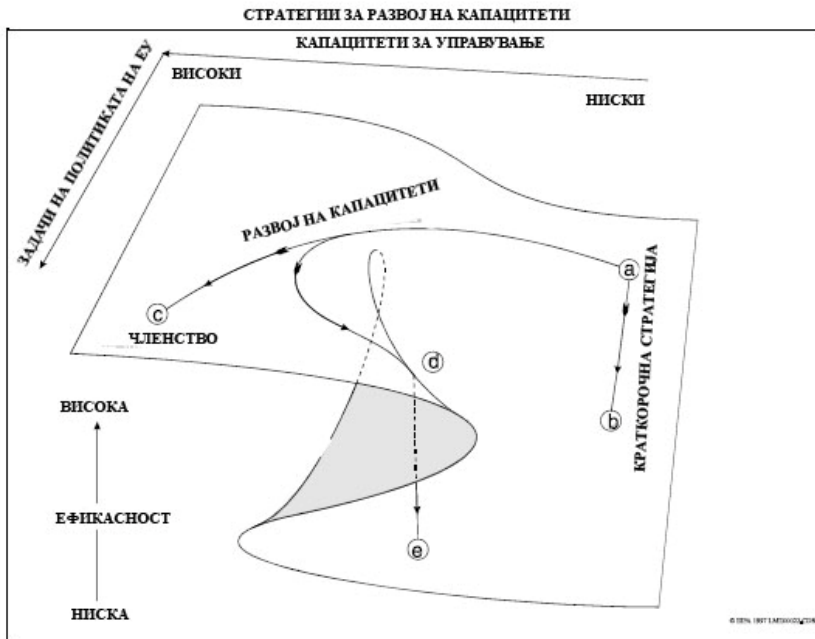 СТРАТЕГИИ ЗА РАЗВОЈ НА КАПАЦИТЕТИ
КАПАЦИТЕТИ ЗА УПРАВУВАЊЕ
ВИСОКИ
НИСКИ
ЗАДАЧИ НА ПОЛИТИКАТА НА ЕУ
РАЗВОЈ НА КАПАЦИТЕТИ
a
КРАТКОРОЧНА СТРАТЕГИЈА
c
ЧЛЕНСТВО
d
b
ВИСОКА
ЕФИКАСНОСТ
e
НИСКА